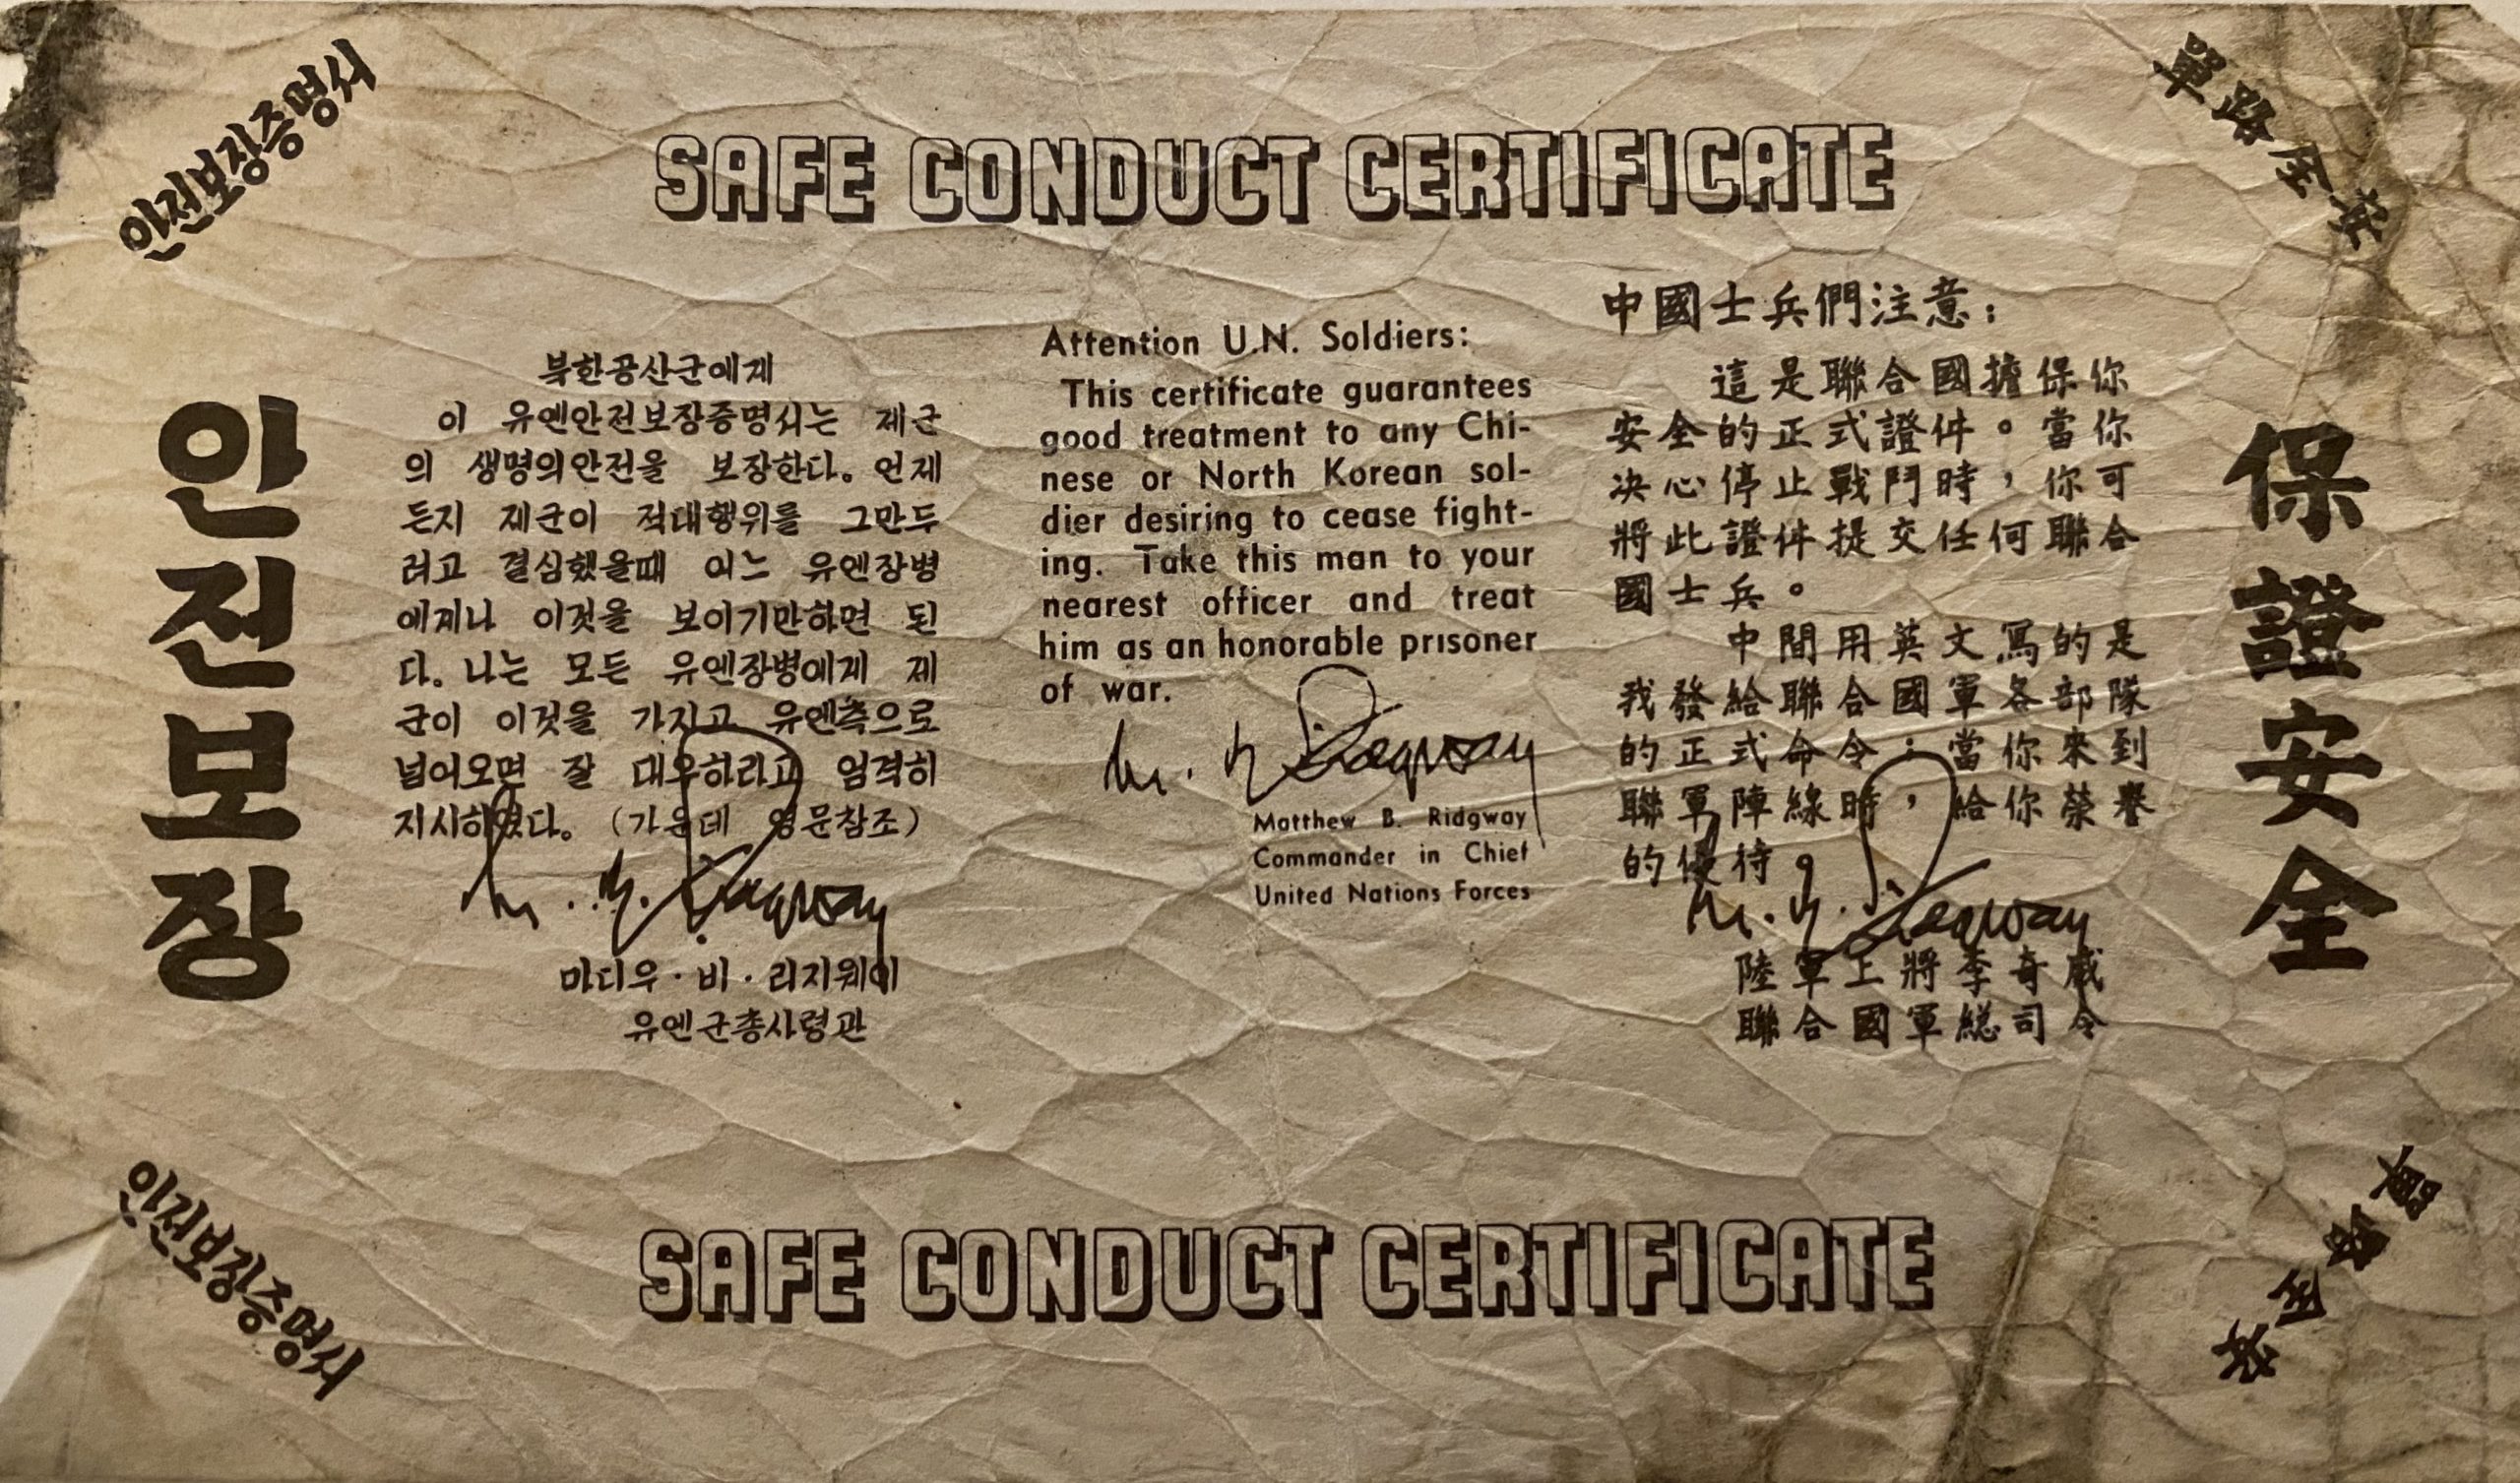 안전보장증명서
SAFE CONDUCT CERTIFICATE
單路全安
안전보장
북한공산군에게
이 유엔안전보장증명서는 제군
의 생명의안전을 보장한다. 언제
든지 제군이 적대행위를 그만두
려고 결심했을때 어느 유엔장병
에게나 이것을 보이기만하면 된
다. 나는 모든 유엔장병에게 제
군이 이것을 가지고 유엔측으로
넘어오면 잘 대우하라고 엄격히
지시하였다. (가운데 영문참조)
M. B. Ridgway
마디우·비·리지웨이
유엔군총사령관
Attention U.N. Soldiers:
This certificate guarantees
good treatment to any Chi-
nese or North Korean sol-
dier desiring to cease fight-
ing. Take this man to your
nearest officer and treat
him as an honorable prisoner
of war.
M. B. Ridgway
Matthew B. Ridgway
Commander in Chief
United Nations Forces
中國士兵們注意：
這是聯合國擔保你
安全的正式證件。當你
决心停止戰鬥時，你可
將此證件提交任何聯合
國士兵。
中間用英文寫的是
我發給聯合國軍各部隊
的正式命令：當你來到
聯軍陣線時，給你榮譽
的優待。
M. B. Ridgway
陸軍上將李奇威
聯合國軍総司令
保證安全
안전보장증명서
SAFE CONDUCT CERTIFICATE
單路全安